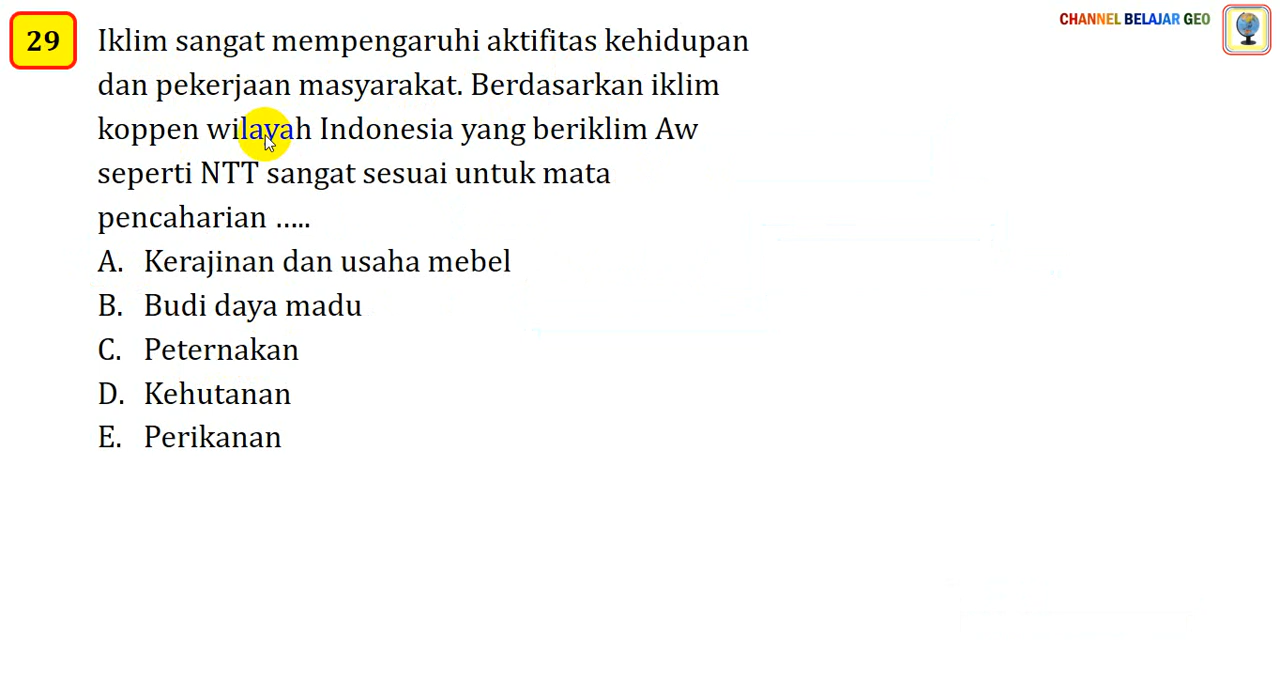 29
CHANNEL BELAJAR GEO
Iklim sangat mempengaruhi aktifitas kehidupan
dan pekerjaan masyarakat. Berdasarkan iklim
koppen wilayah Indonesia yang beriklim Aw
seperti NTT sangat sesuai untuk mata
pencaharian .....
A. Kerajinan dan usaha mebel
B. Budi daya madu
C. Peternakan
D. Kehutanan
E. Perikanan